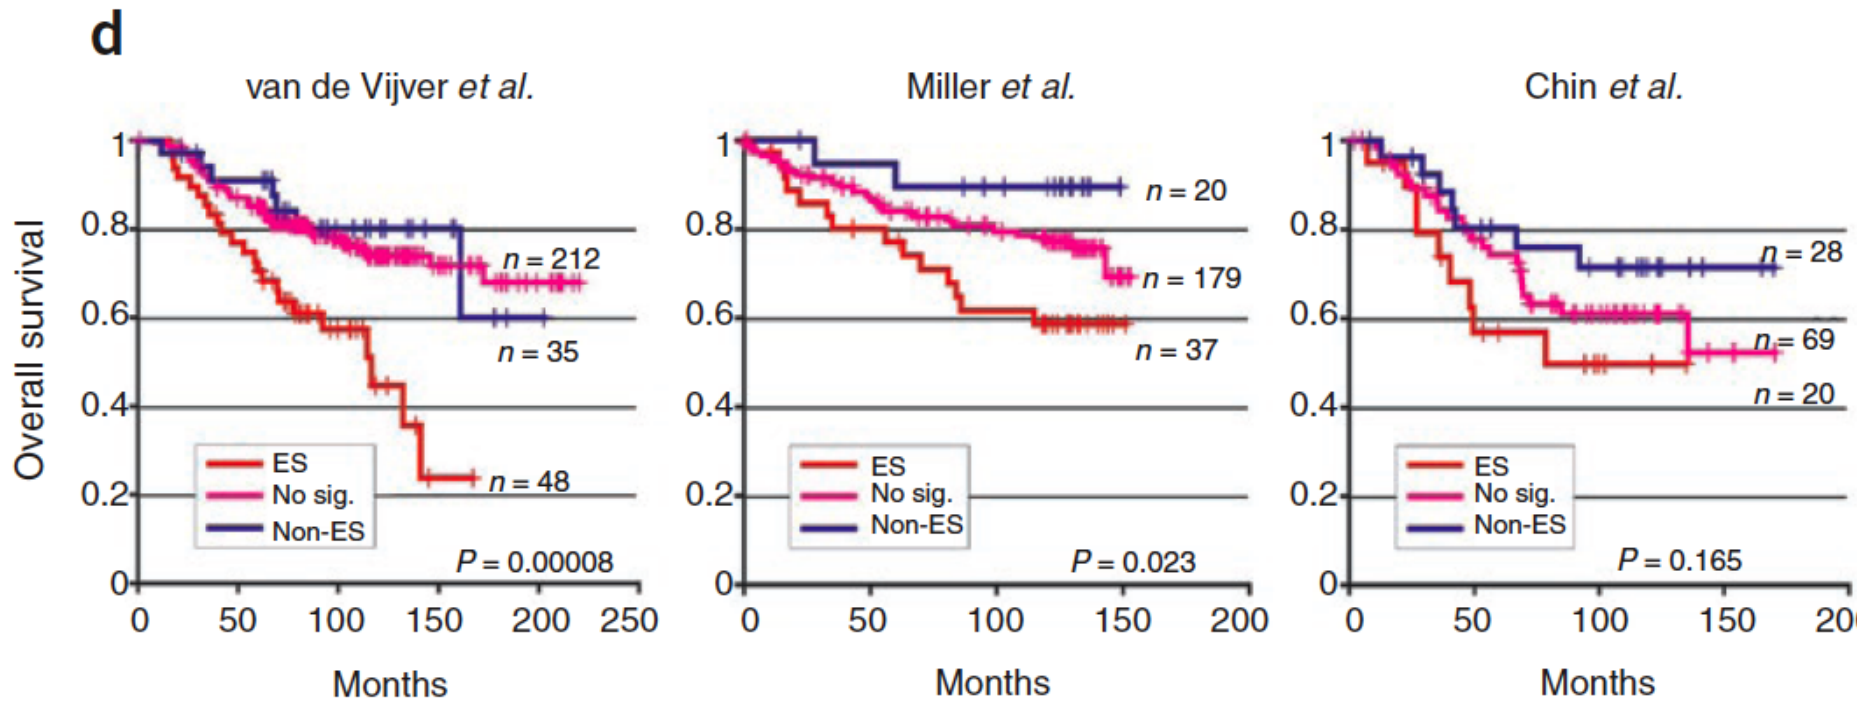 d
van de Vijver et al.
Overall survival
1
0.8
0.6
0.4
0.2
0
n = 212
n = 35
n = 48
ES
No sig.
Non-ES
P = 0.00008
0 50 100 150 200 250
Months
Miller et al.
1
0.8
0.6
0.4
0.2
0
n = 20
n = 179
n = 37
ES
No sig.
Non-ES
P = 0.023
0 50 100 150 200
Months
Chin et al.
1
0.8
0.6
0.4
0.2
0
n = 28
n = 69
n = 20
ES
No sig.
Non-ES
P = 0.165
0 50 100 150 20
Months